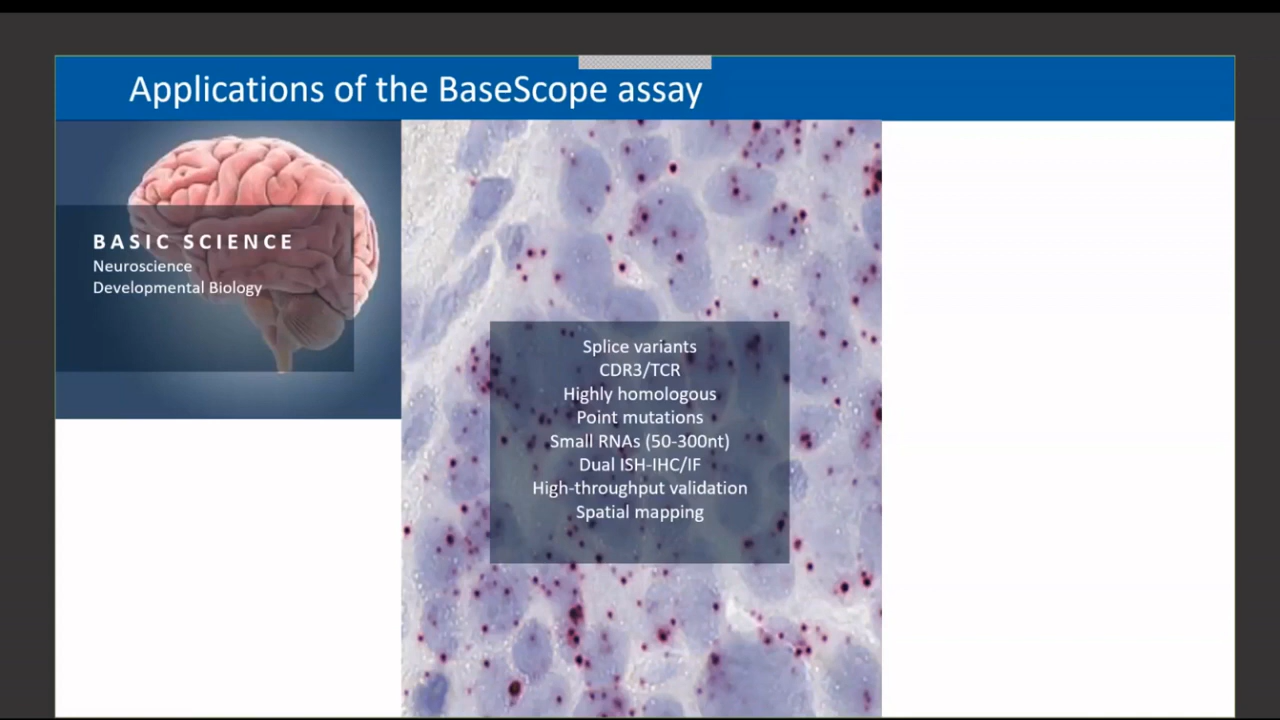 Applications of the BaseScope assay
BASIC SCIENCE
Neuroscience
Developmental Biology
Splice variants
CDR3/TCR
Highly homologous
Point mutations
Small RNAs (50-300nt)
Dual ISH-IHC/IF
High-throughput validation
Spatial mapping